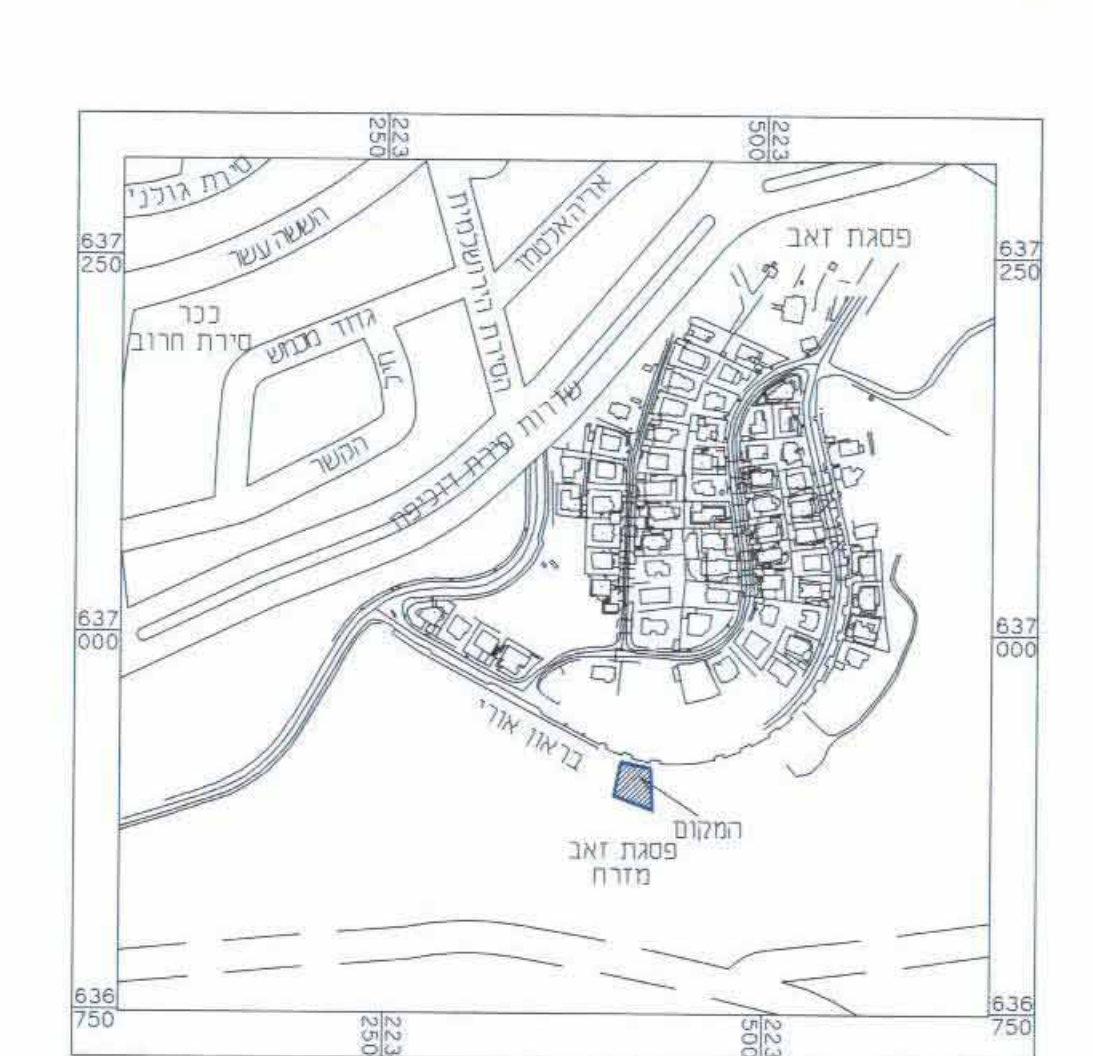 223
250
223
500
סירת גולני
הששה עשר
הסירת הירושלמית
אריה אלטמן
פסגת זאב
637
250
637
250
ככר
סירת חרוב
גדוד מכמש
הקשר
שדרות סירת דוכיפת
637
000
637
000
בראון אורי
המקום
פסגת זאב
מזרח
636
750
636
750
223
250
223
500